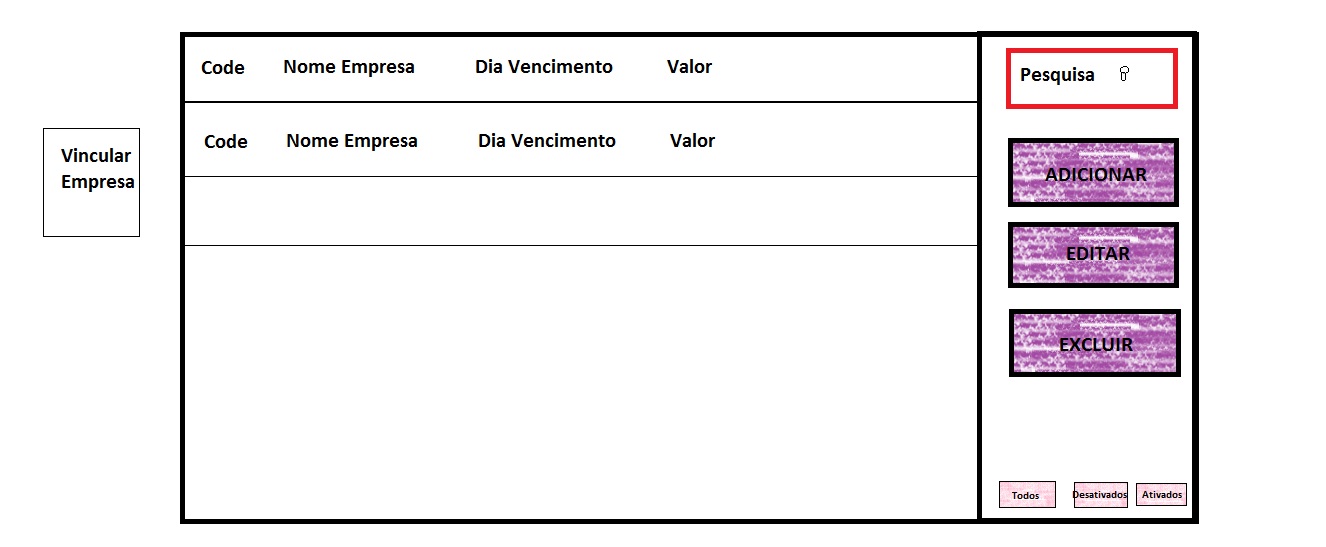 Code Nome Empresa Dia Vencimento Valor
Code Nome Empresa Dia Vencimento Valor
Vincular
Empresa
Pesquisa
ADICIONAR
EDITAR
EXCLUIR
Todos Desativados Ativados